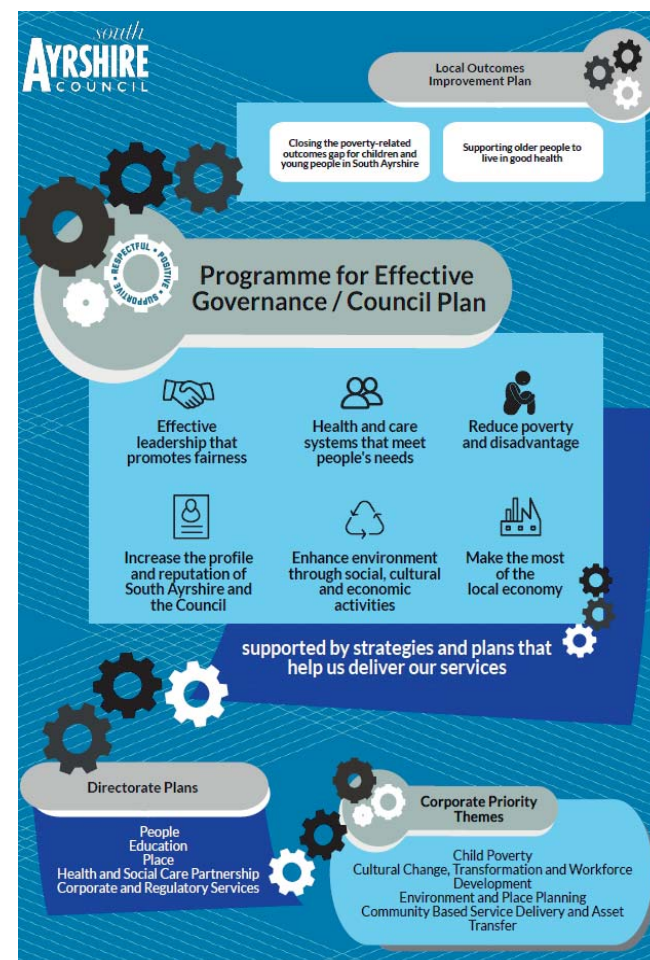 south
AYRSHIRE
COUNCIL
Local Outcomes
Improvement Plan
Closing the poverty-related
outcomes gap for children and
young people in South Ayrshire
Supporting older people to
live in good health
RESPECTFUL • POSITIVE • SUPPORTIVE •
Programme for Effective
Governance / Council Plan
Effective
leadership that
promotes fairness
Health and care
systems that meet
people's needs
Reduce poverty
and disadvantage
Increase the profile
and reputation of
South Ayrshire and
the Council
Enhance environment
through social, cultural
and economic
activities
Make the most
of the
local economy
supported by strategies and plans that
help us deliver our services
Directorate Plans
People
Education
Place
Health and Social Care Partnership
Corporate and Regulatory Services
Corporate Priority
Themes
Child Poverty
Cultural Change, Transformation and Workforce
Development
Environment and Place Planning
Community Based Service Delivery and Asset
Transfer